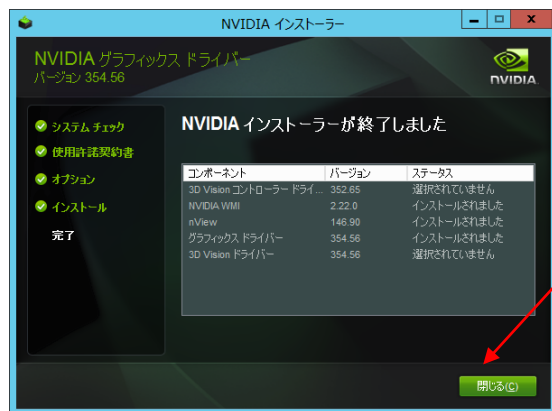 NVIDIA インストーラー
NVIDIA グラフィックス ドライバー
バージョン 354.56
NVIDIA.
システム チェック
使用許諾契約書
オプション
インストール
完了
NVIDIA インストーラーが終了しました
コンポーネント バージョン ステータス
3D Vision コントローラー ドライ... 352.65 選択されていません
NVIDIA WMI 2.22.0 インストールされました
nView 146.90 インストールされました
グラフィックス ドライバー 354.56 インストールされました
3D Vision ドライバー 354.56 選択されていません
閉じる(C)